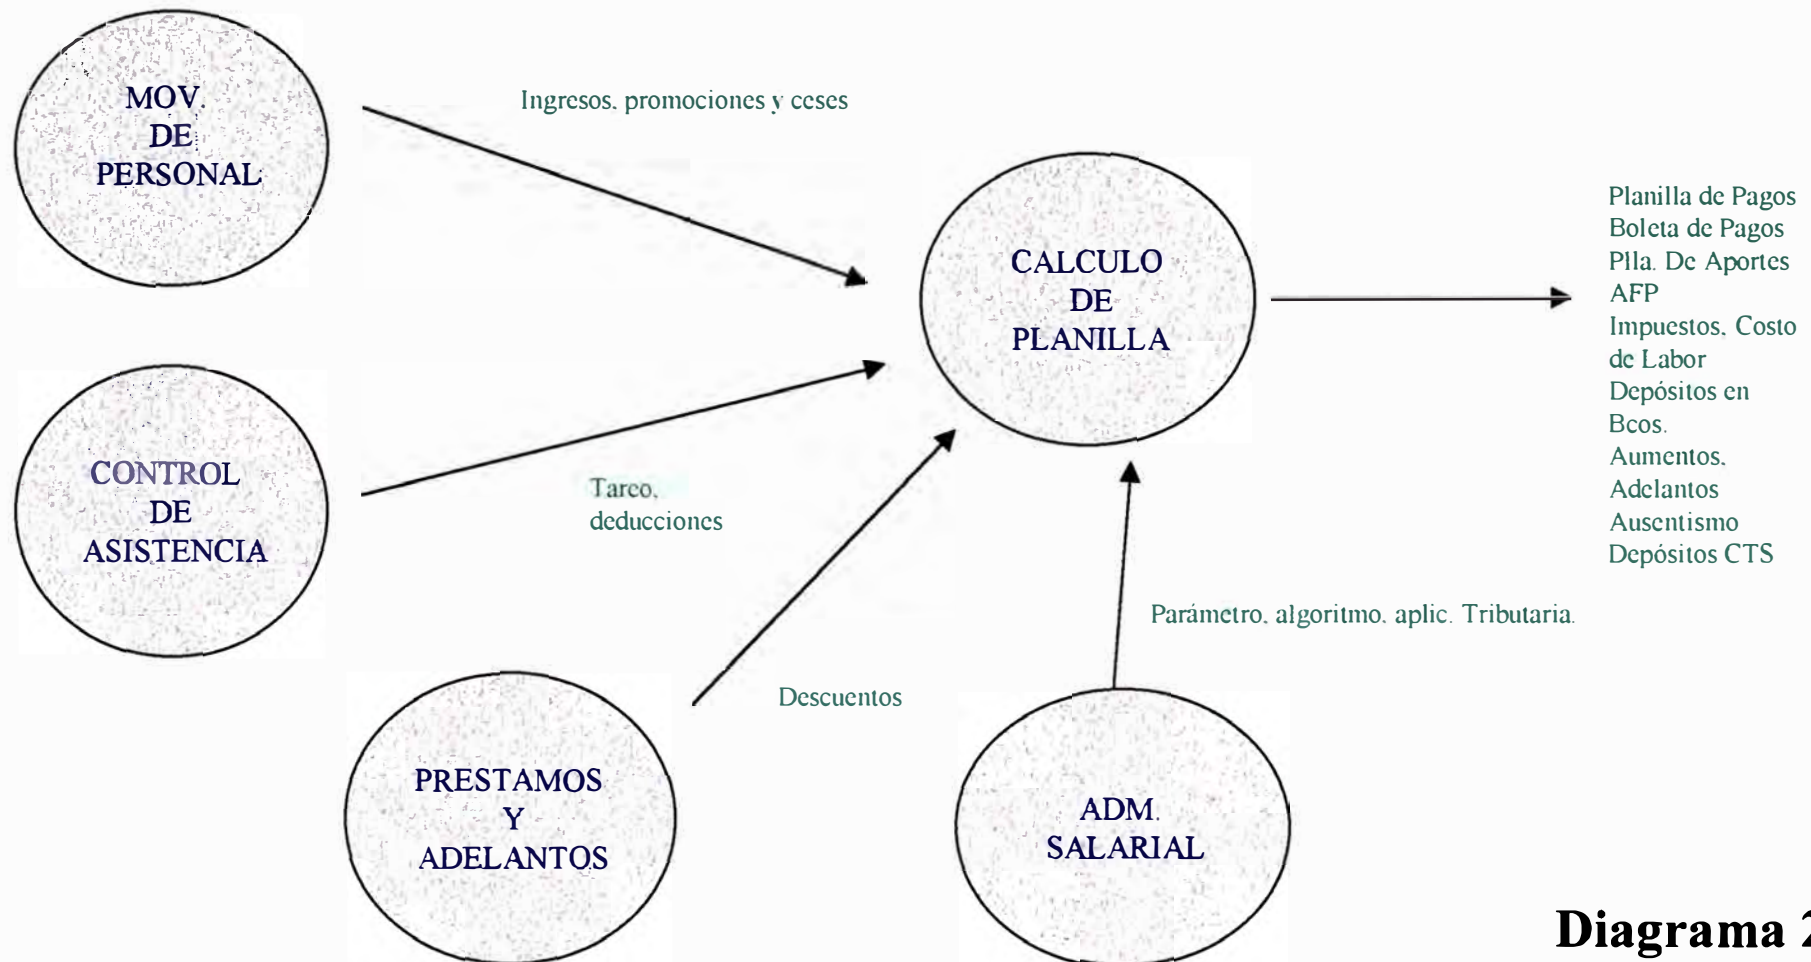 MOV.
DE
PERSONAL
Ingresos, promociones y ceses
CALCULO
DE
PLANILLA
Planilla de Pagos
Boleta de Pagos
Plla. De Aportes
AFP
Impuestos, Costo
de Labor
Depósitos en
Bcos.
Aumentos,
Adelantos
Ausentismo
Depósitos CTS
CONTROL
DE
ASISTENCIA
Tareo,
deducciones
Parámetro, algoritmo, aplic. Tributaria.
Descuentos
PRESTAMOS
Y
ADELANTOS
ADM.
SALARIAL
Diagrama 2